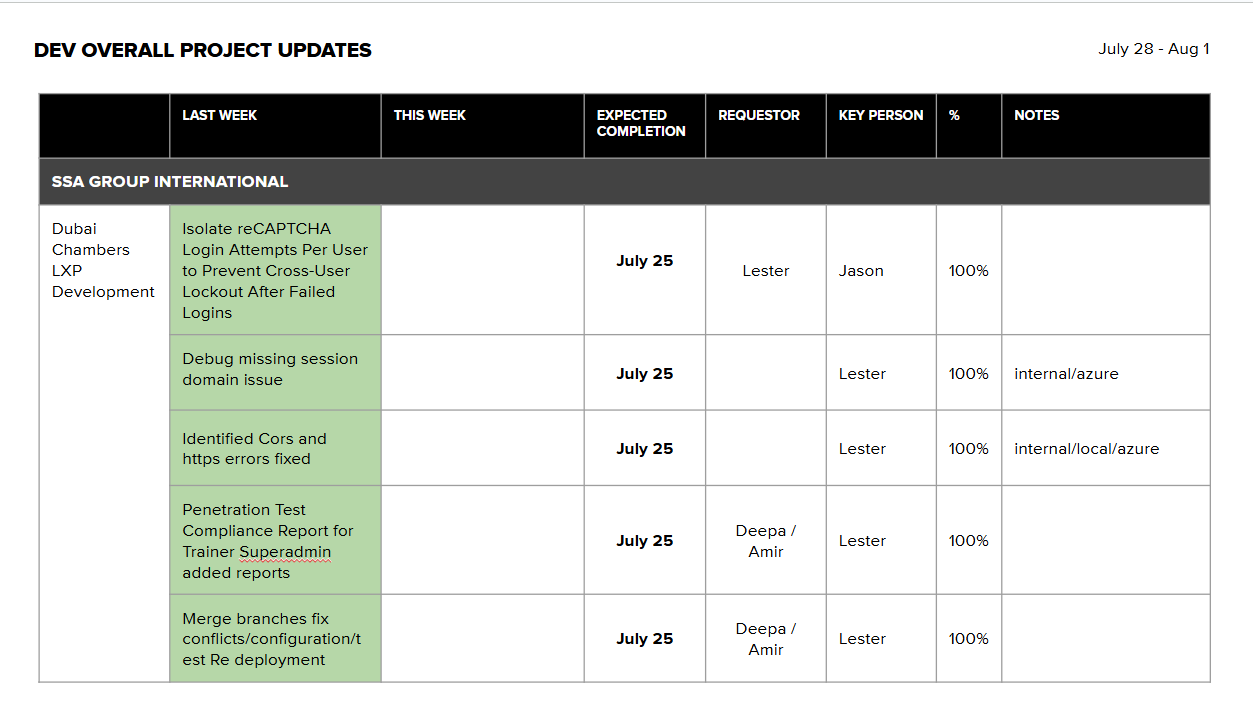 DEV OVERALL PROJECT UPDATES
July 28 - Aug 1
LAST WEEK
THIS WEEK
EXPECTED
COMPLETION
REQUESTOR
KEY PERSON
%
NOTES
SSA GROUP INTERNATIONAL
Dubai
Chambers
LXP
Development
Isolate reCAPTCHA
Login Attempts Per User
to Prevent Cross-User
Lockout After Failed
Logins
July 25
Lester
Jason
100%
Debug missing session
domain issue
July 25
Lester
100%
internal/azure
Identified Cors and
https errors fixed
July 25
Lester
100%
internal/local/azure
Penetration Test
Compliance Report for
Trainer Superadmin
added reports
July 25
Deepa /
Amir
Lester
100%
Merge branches fix
conflicts/configuration/t
est Re deployment
July 25
Deepa /
Amir
Lester
100%